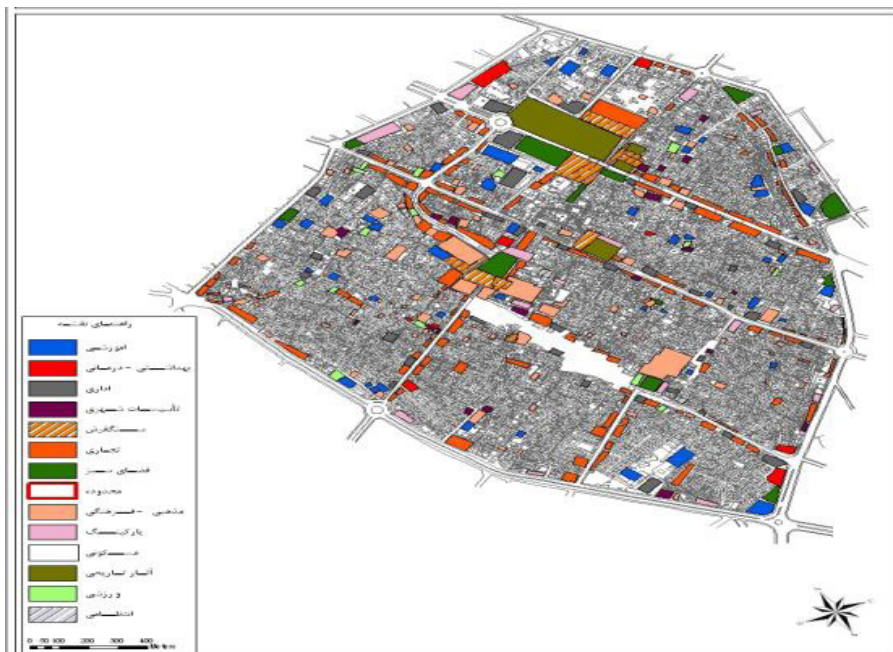 راهنمای نقشه
آموزشی
بهداشتی - درمانی
اداری
تأسیسات شهری
دستفروشی
تجاری
فضای سبز
محدوده
مذهبی - فرهنگی
پارکینگ
مسکونی
آثار تاریخی
ورزشی
انتظامی
0 50 100 200 300 400